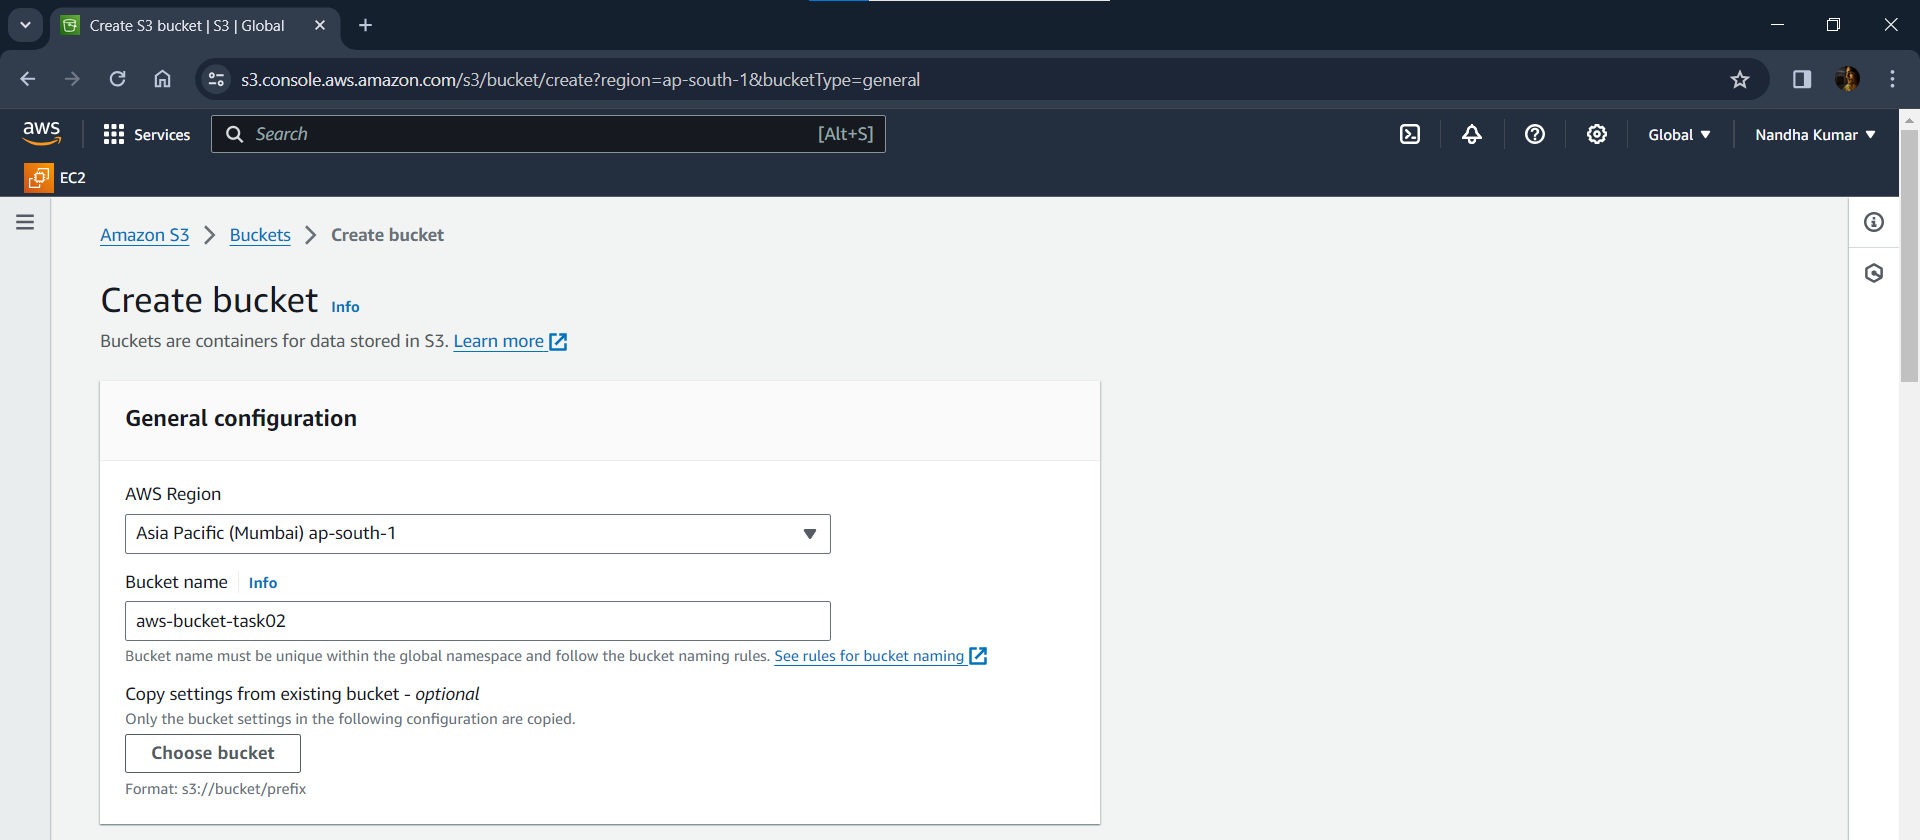 Create S3 bucket | S3 | Global
s3.console.aws.amazon.com/s3/bucket/create?region=ap-south-1&bucketType=general
aws Services Search [Alt+S] Global Nandha Kumar
EC2
Amazon S3 Buckets Create bucket
Create bucket Info
Buckets are containers for data stored in S3. Learn more
General configuration
AWS Region
Asia Pacific (Mumbai) ap-south-1
Bucket name Info
aws-bucket-task02
Bucket name must be unique within the global namespace and follow the bucket naming rules. See rules for bucket naming
Copy settings from existing bucket - optional
Only the bucket settings in the following configuration are copied.
Choose bucket
Format: s3://bucket/prefix